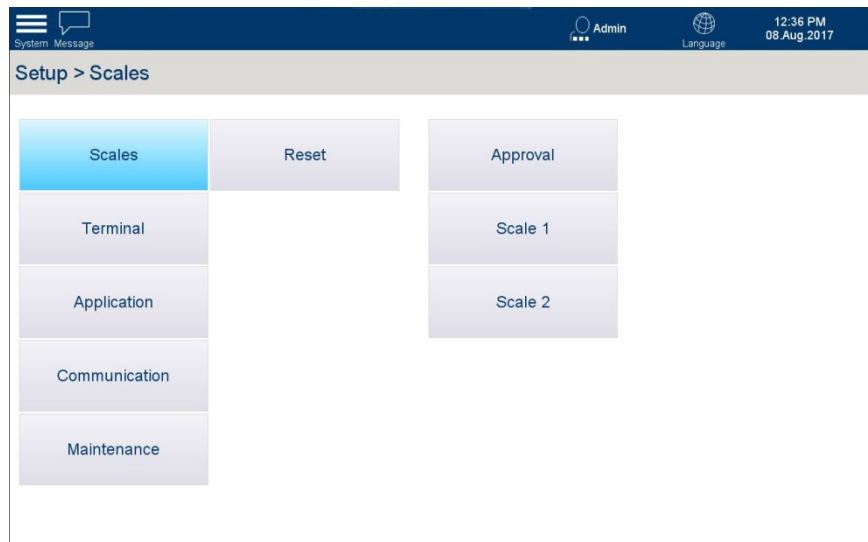 System Message
Admin
Language
12:36 PM
08.Aug.2017
Setup > Scales
Scales
Reset
Approval
Terminal
Scale 1
Application
Scale 2
Communication
Maintenance